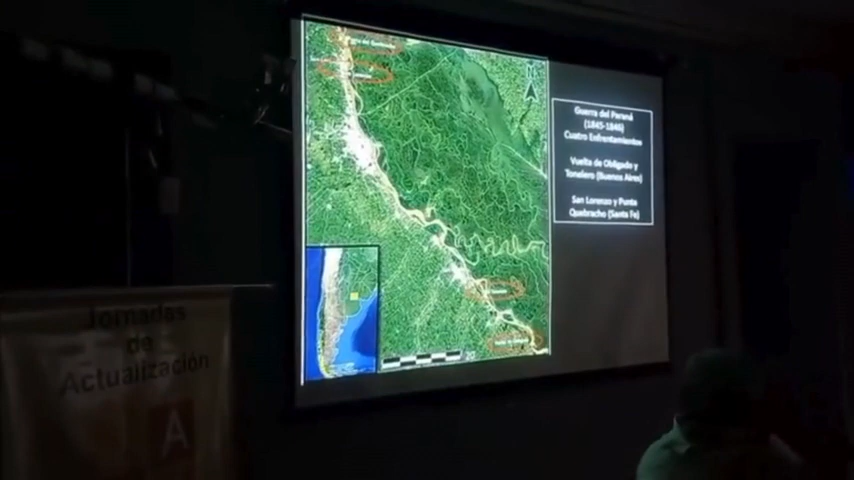 Guerra del Paraná
(1845-1846)
Cuatro Enfrentamientos
Vuelta de Obligado y
Tonelero (Buenos Aires)
San Lorenzo y Punta
Quebracho (Santa Fe)
N
Jornadas
de
Actualización
A